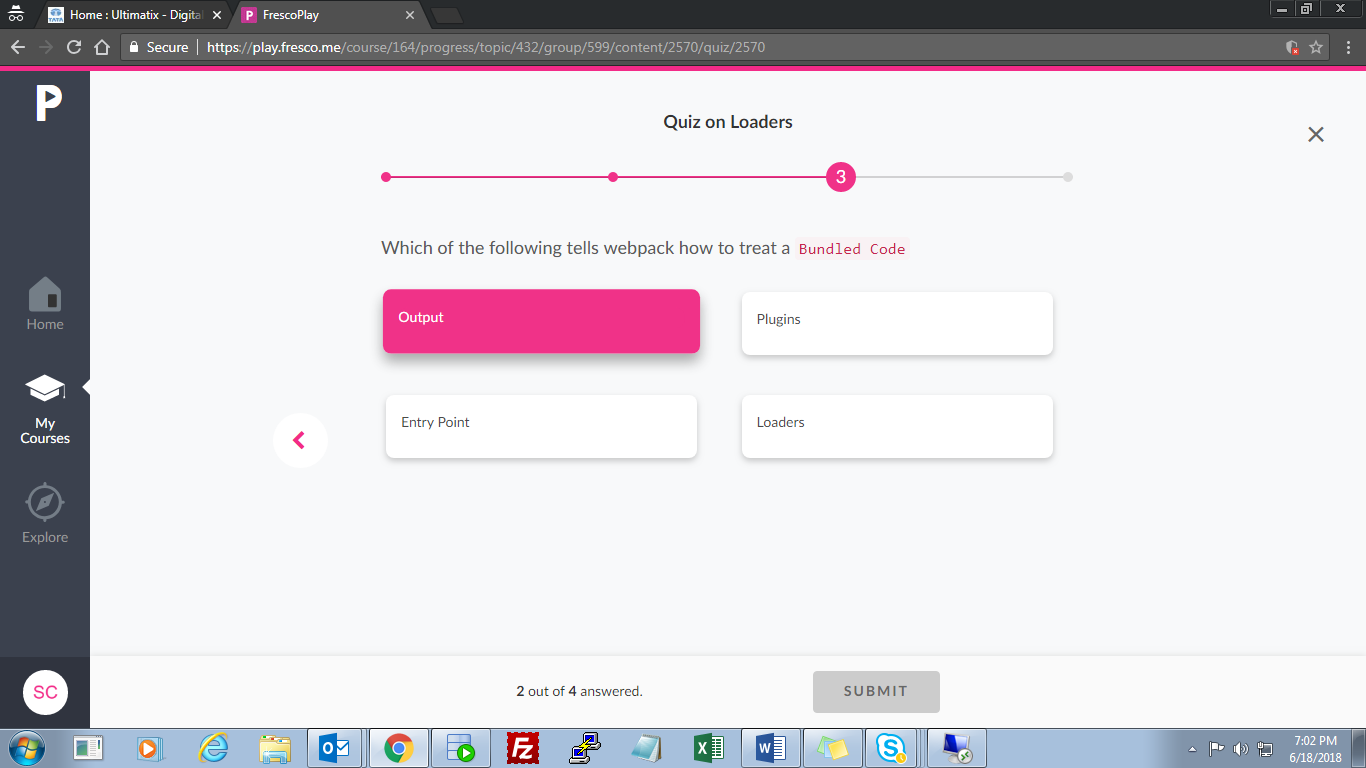 Home : Ultimatix - Digital
FrescoPlay
Secure
https://play.fresco.me/course/164/progress/topic/432/group/599/content/2570/quiz/2570
Quiz on Loaders
3
Which of the following tells webpack how to treat a Bundled Code
Output
Plugins
Entry Point
Loaders
Home
My
Courses
Explore
SC
2 out of 4 answered.
SUBMIT
7:02 PM
6/18/2018